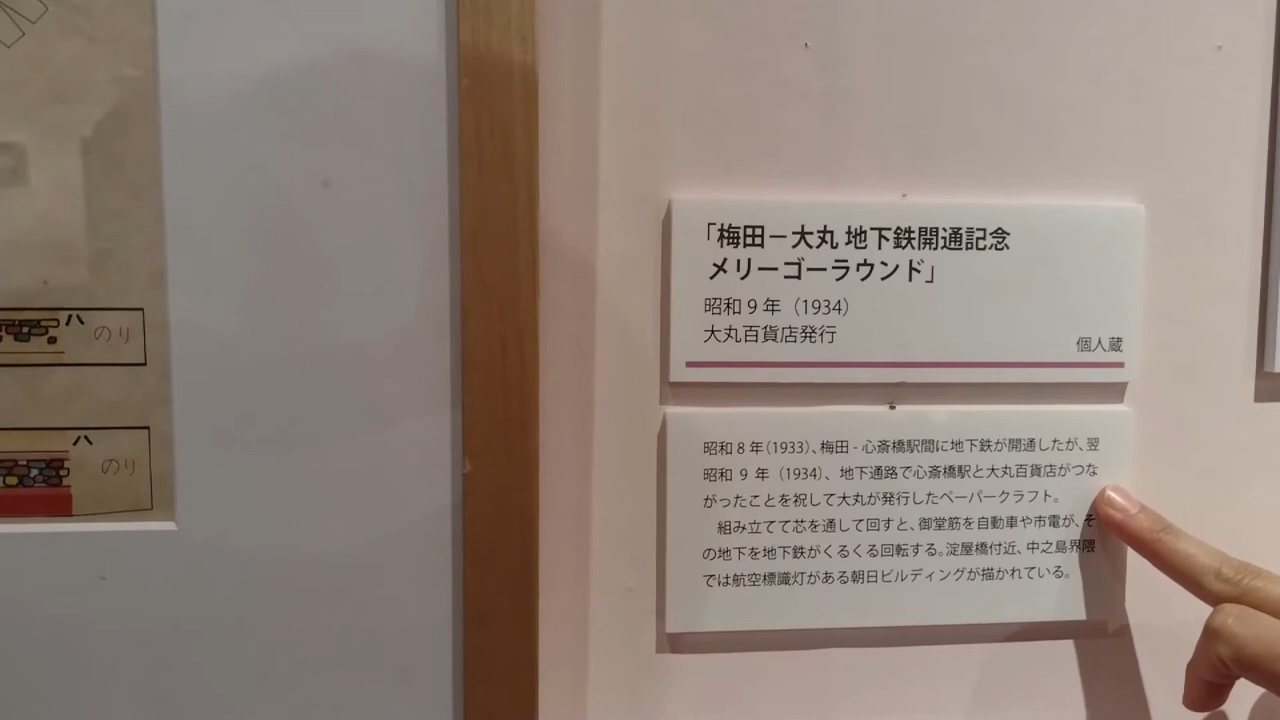 ハ のり
ハ のり
「梅田－大丸 地下鉄開通記念
メリーゴーラウンド」
昭和 9 年（1934）
大丸百貨店発行
個人蔵
昭和 8 年（1933）、梅田 - 心斎橋駅間に地下鉄が開通したが、翌
昭和 9 年（1934）、地下通路で心斎橋駅と大丸百貨店がつな
がったことを祝して大丸が発行したペーパークラフト。
組み立てて芯を通して回すと、御堂筋を自動車や市電が、そ
の地下を地下鉄がくるくる回転する。淀屋橋付近、中之島界隈
では航空標識灯がある朝日ビルディングが描かれている。